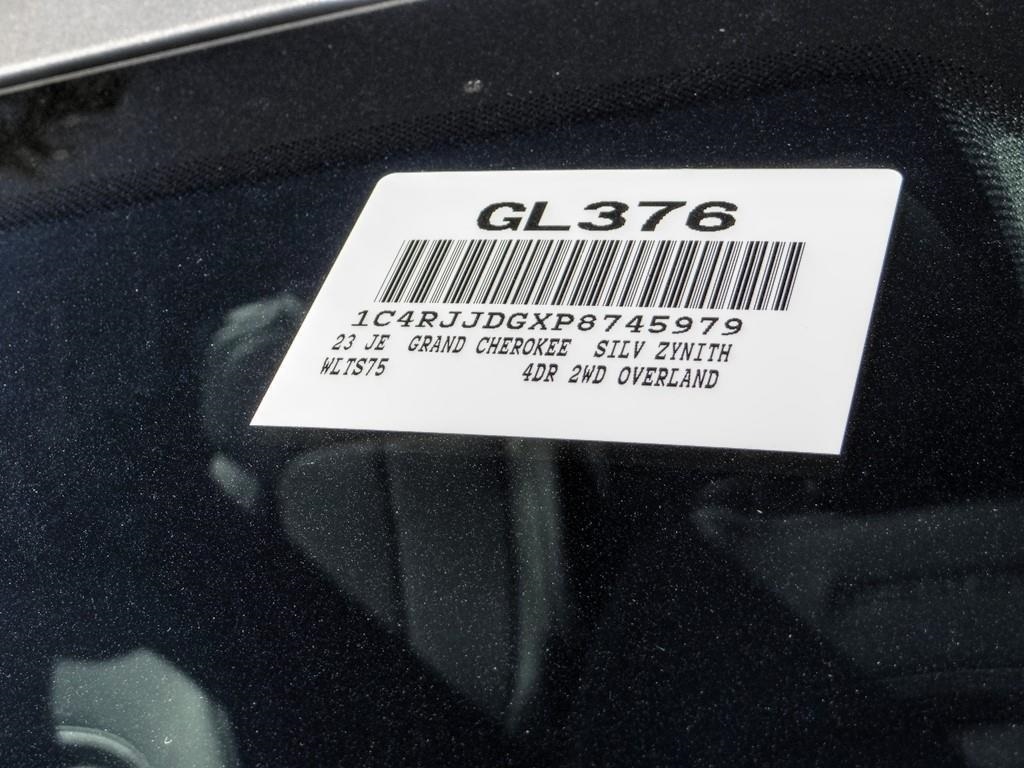 GL376
1C4RJJDGXP8745979
23 JE GRAND CHEROKEE SILV ZYNITH
WLTS75 4DR 2WD OVERLAND